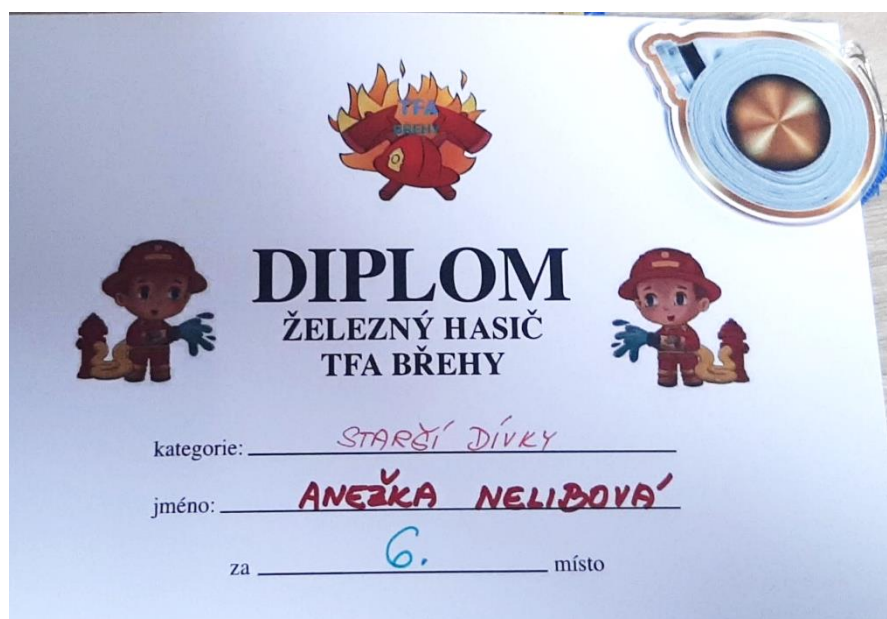 TFA
BŘEHY
DIPLOM
ŽELEZNÝ HASIČ
TFA BŘEHY
kategorie: STARŠÍ DÍVKY
jméno: ANEŽKA NELIBOVÁ
za 6. místo